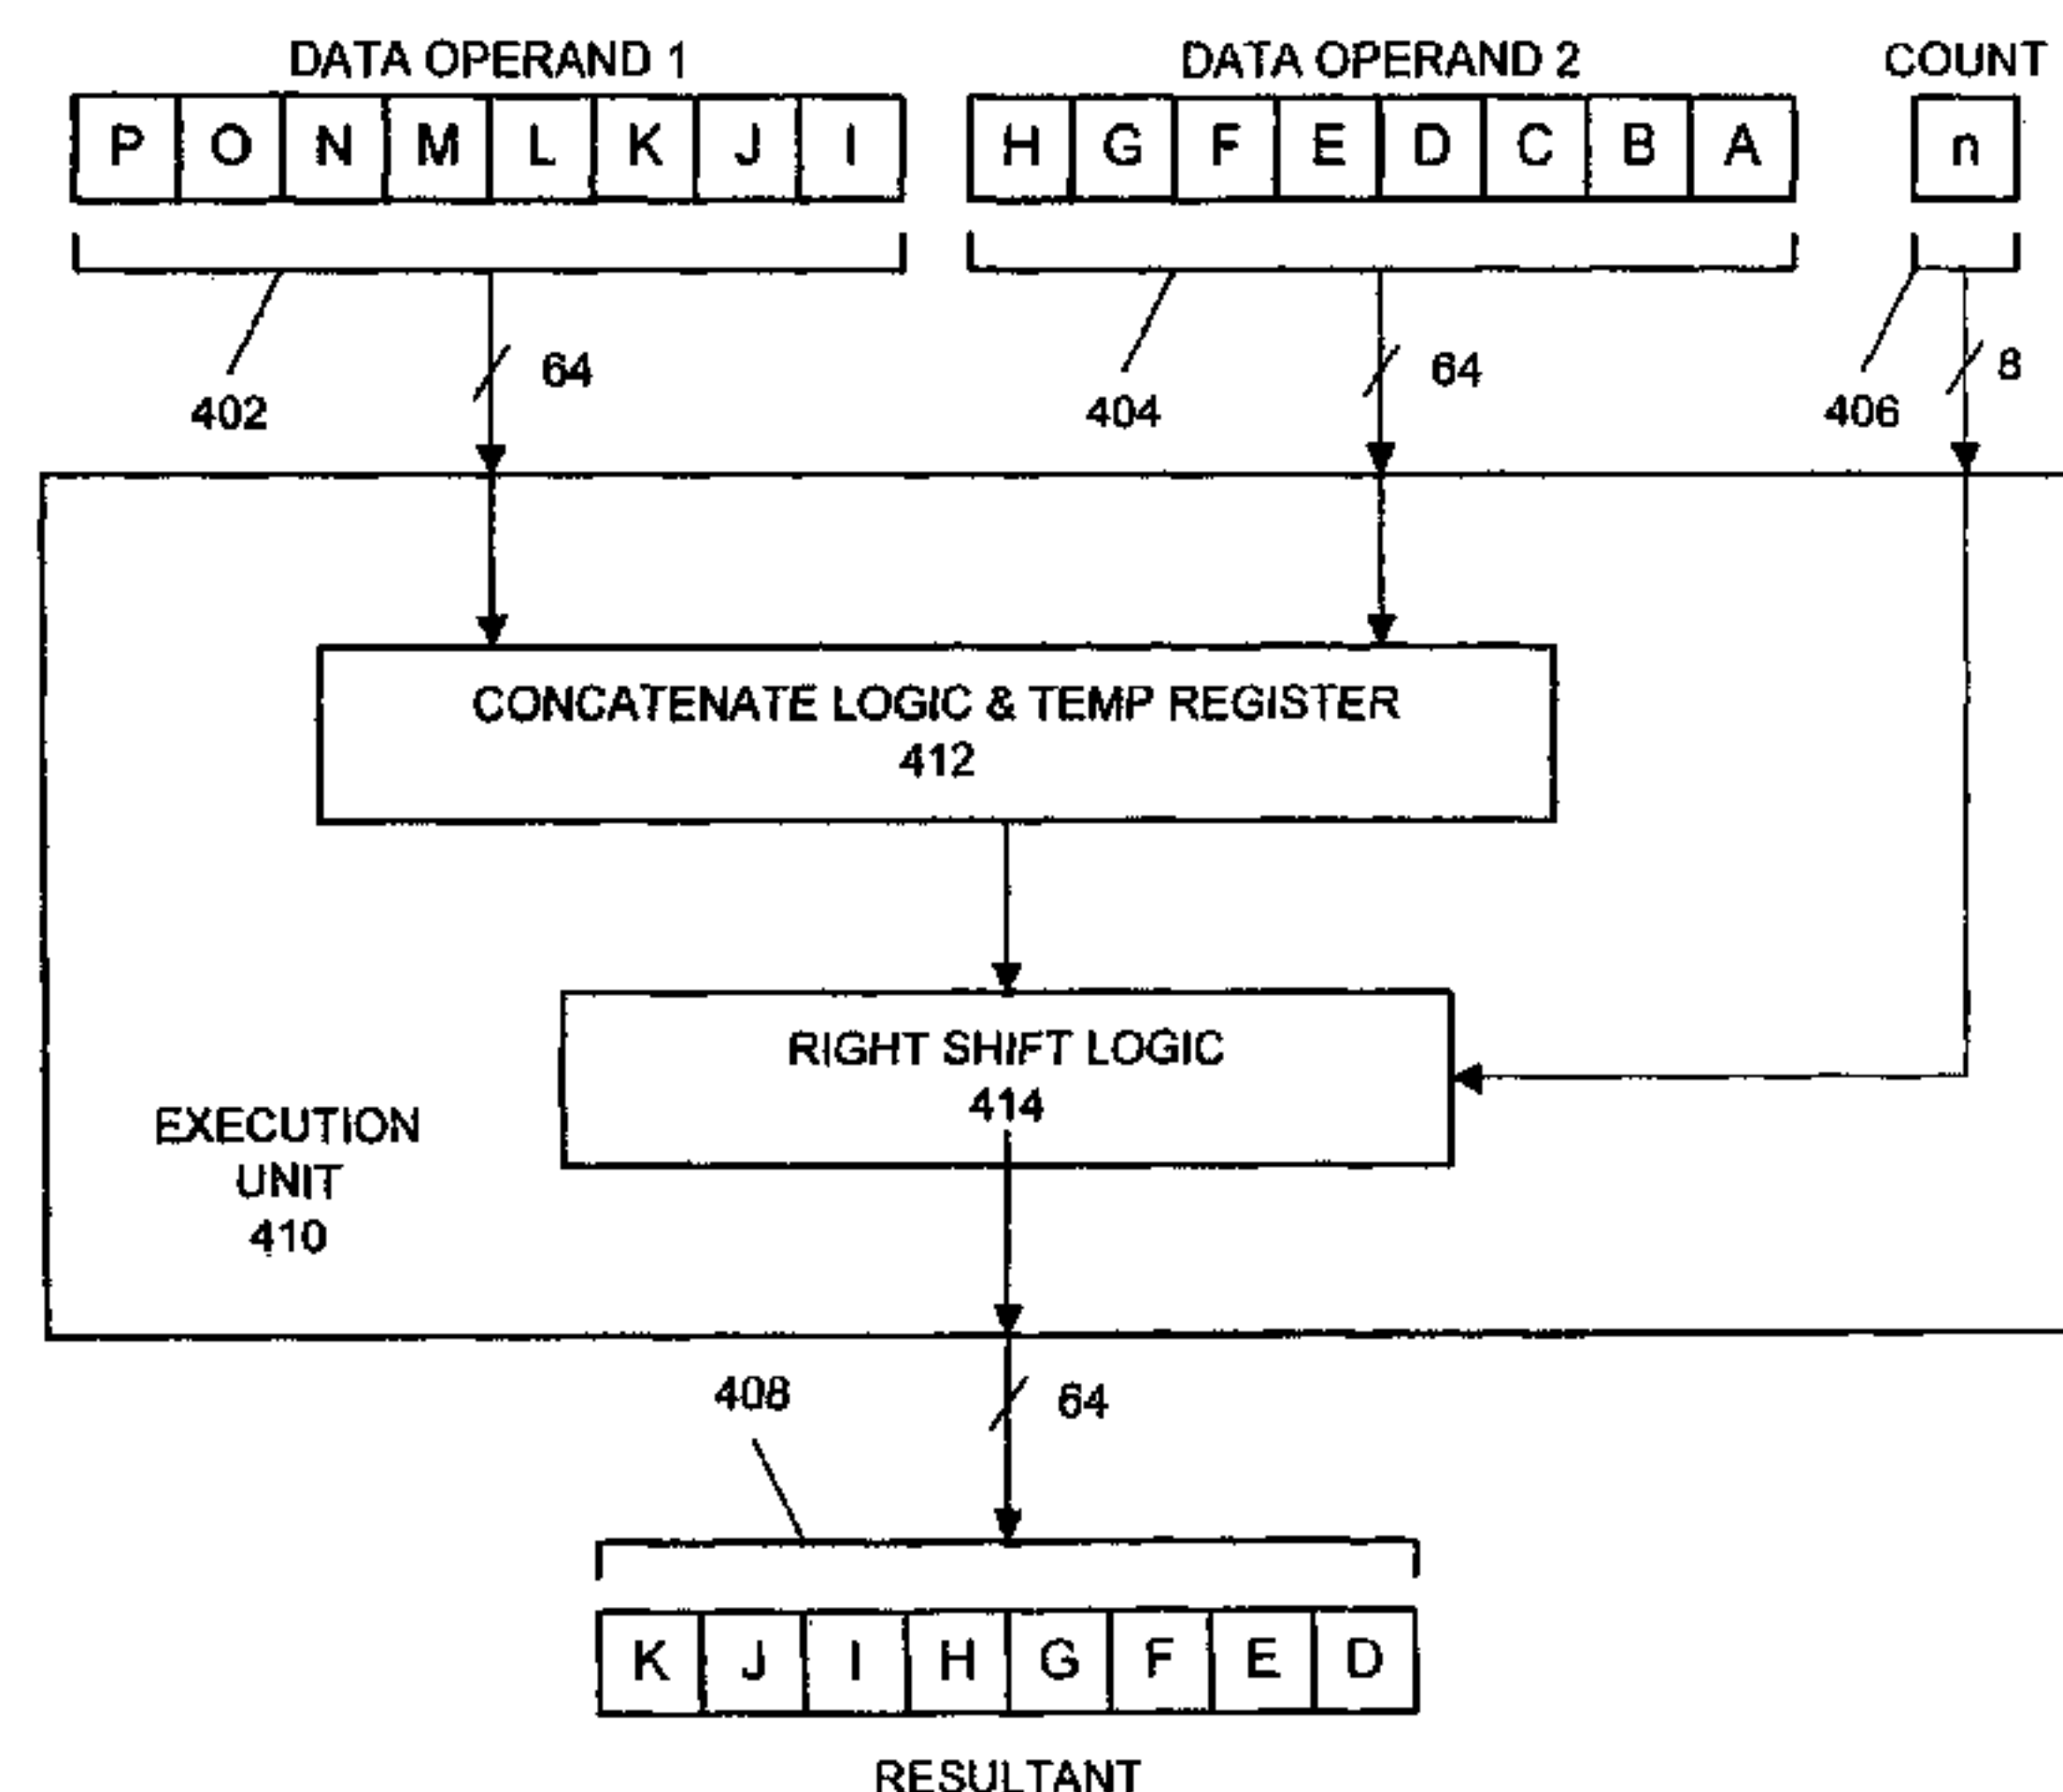 DATA OPERAND 1 DATA OPERAND 2 COUNT
P O N M L K J I H G F E D C B A n
64 64 8
402 404 406
CONCATENATE LOGIC & TEMP REGISTER
412
RIGHT SHIFT LOGIC
414
EXECUTION
UNIT
410
408 64
K J I H G F E D
RESULTANT